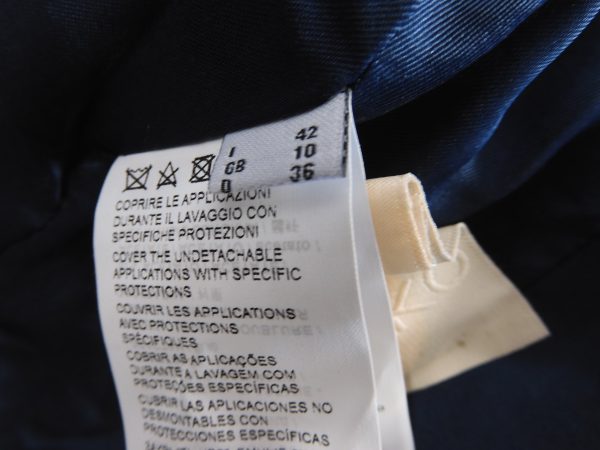 I 42
GB 10
D 36
COPRIRE LE APPLICAZIONI
DURANTE IL LAVAGGIO CON
SPECIFICHE PROTEZIONI
COVER THE UNDETACHABLE
APPLICATIONS WITH SPECIFIC
PROTECTIONS
COUVRIR LES APPLICATIONS
AVEC PROTECTIONS
SPÉCIFIQUES
COBRIR AS APLICAÇÕES
DURANTE A LAVAGEM COM
PROTEÇÕES ESPECÍFICAS
CUBRIR LAS APLICACIONES NO
DESMONTABLES CON
PROTECCIONES ESPECÍFICAS